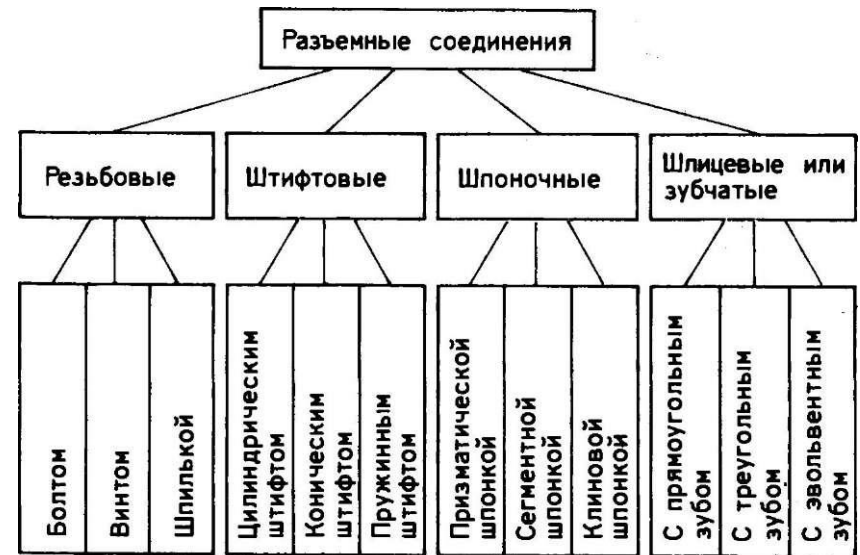 Разъемные соединения
Резьбовые
Штифтовые
Шпоночные
Шлицевые или
зубчатые
Болтом
Винтом
Шпилькой
Цилиндрическим
штифтом
Коническим
штифтом
Пружинным
штифтом
Призматической
шпонкой
Сегментной
шпонкой
Клиновой
шпонкой
С прямоугольным
зубом
С треугольным
зубом
С эвольвентным
зубом